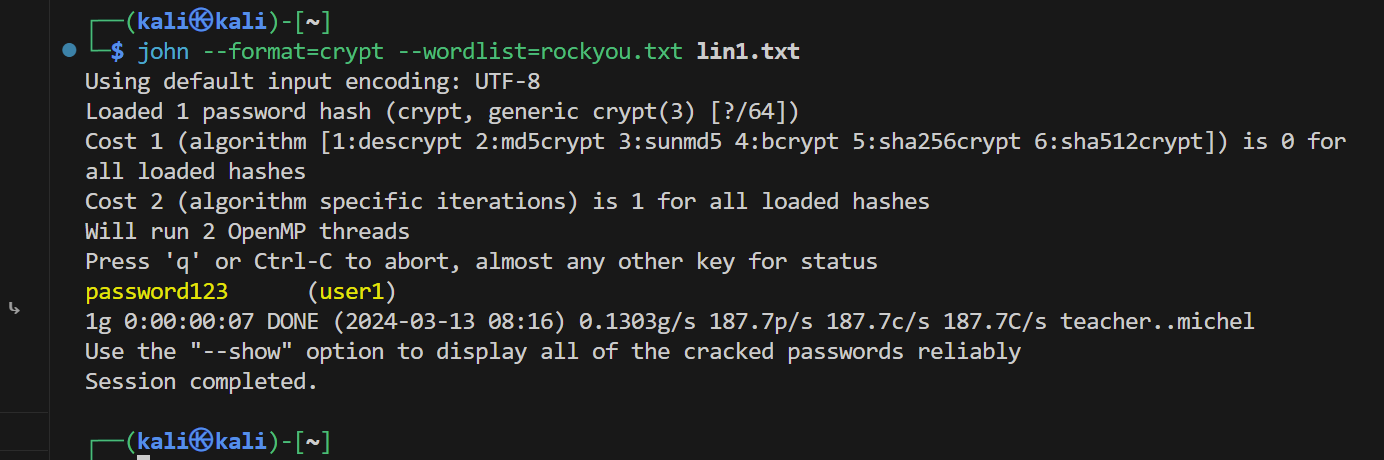 ┌──(kali㉿kali)-[~]
└─$ john --format=crypt --wordlist=rockyou.txt lin1.txt
Using default input encoding: UTF-8
Loaded 1 password hash (crypt, generic crypt(3) [?/64])
Cost 1 (algorithm [1:descrypt 2:md5crypt 3:sunmd5 4:bcrypt 5:sha256crypt 6:sha512crypt]) is 0 for
all loaded hashes
Cost 2 (algorithm specific iterations) is 1 for all loaded hashes
Will run 2 OpenMP threads
Press 'q' or Ctrl-C to abort, almost any other key for status
password123      (user1)
1g 0:00:00:07 DONE (2024-03-13 08:16) 0.1303g/s 187.7p/s 187.7c/s 187.7C/s teacher..michel
Use the "--show" option to display all of the cracked passwords reliably
Session completed.
┌──(kali㉿kali)-[~]